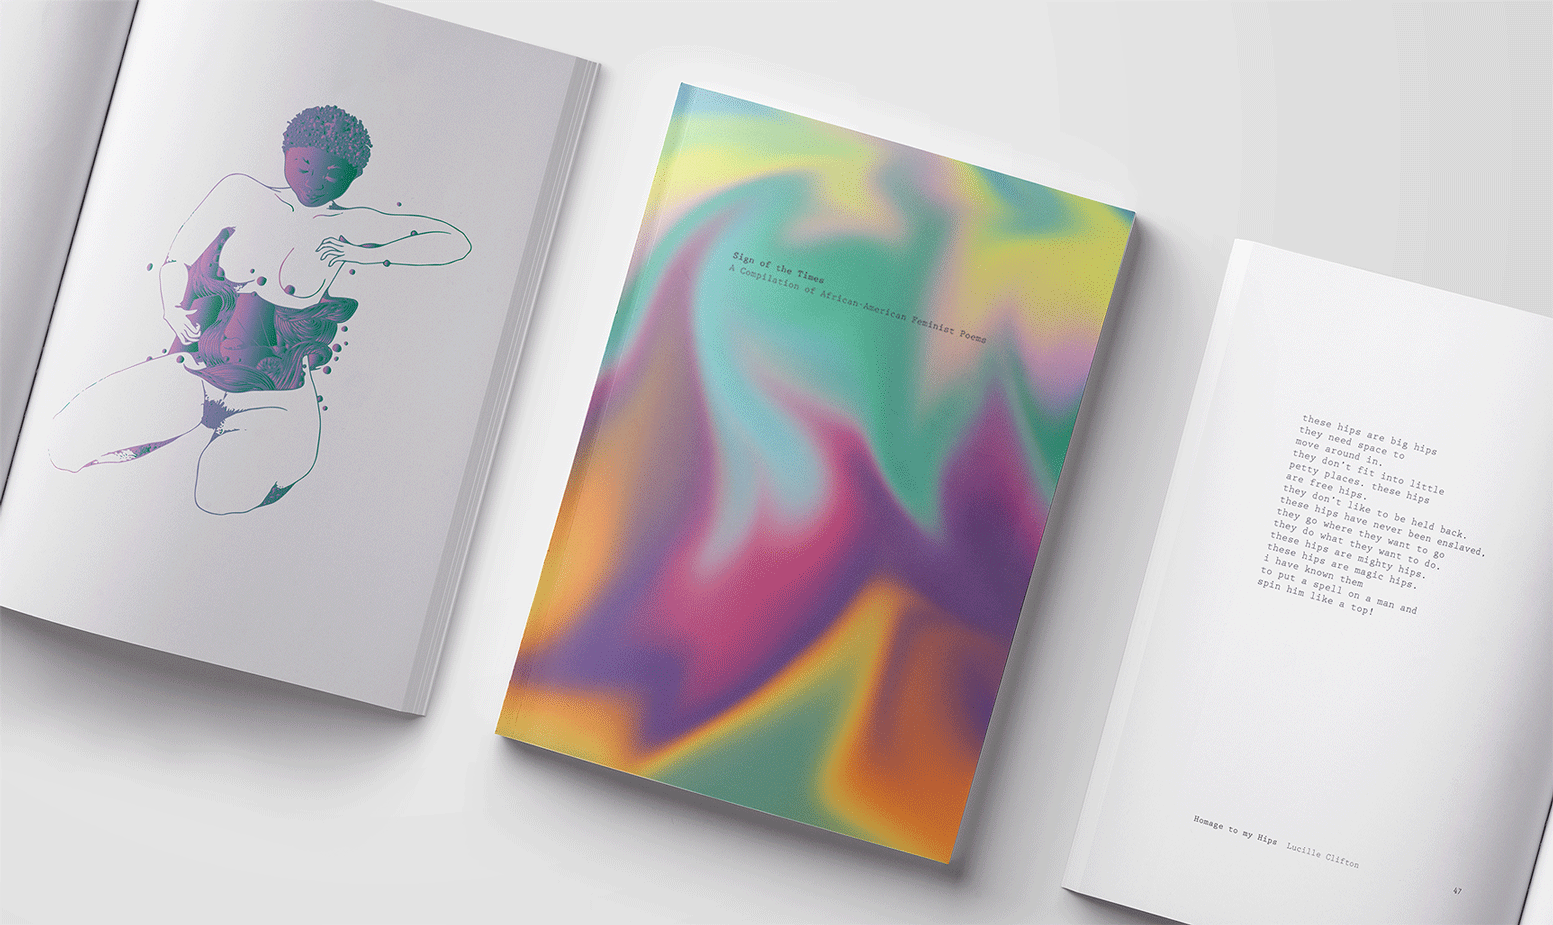 Sign of the Times
A Compilation of African-American Feminist Poems
these hips are big hips
they need space to
move around in.
they don't fit into little
petty places. these hips
are free hips.
they don't like to be held back.
these hips have never been enslaved.
they go where they want to go
they do what they want to do.
these hips are mighty hips.
these hips are magic hips.
i have known them
to put a spell on a man and
spin him like a top!
Homage to my Hips Lucille Clifton
47